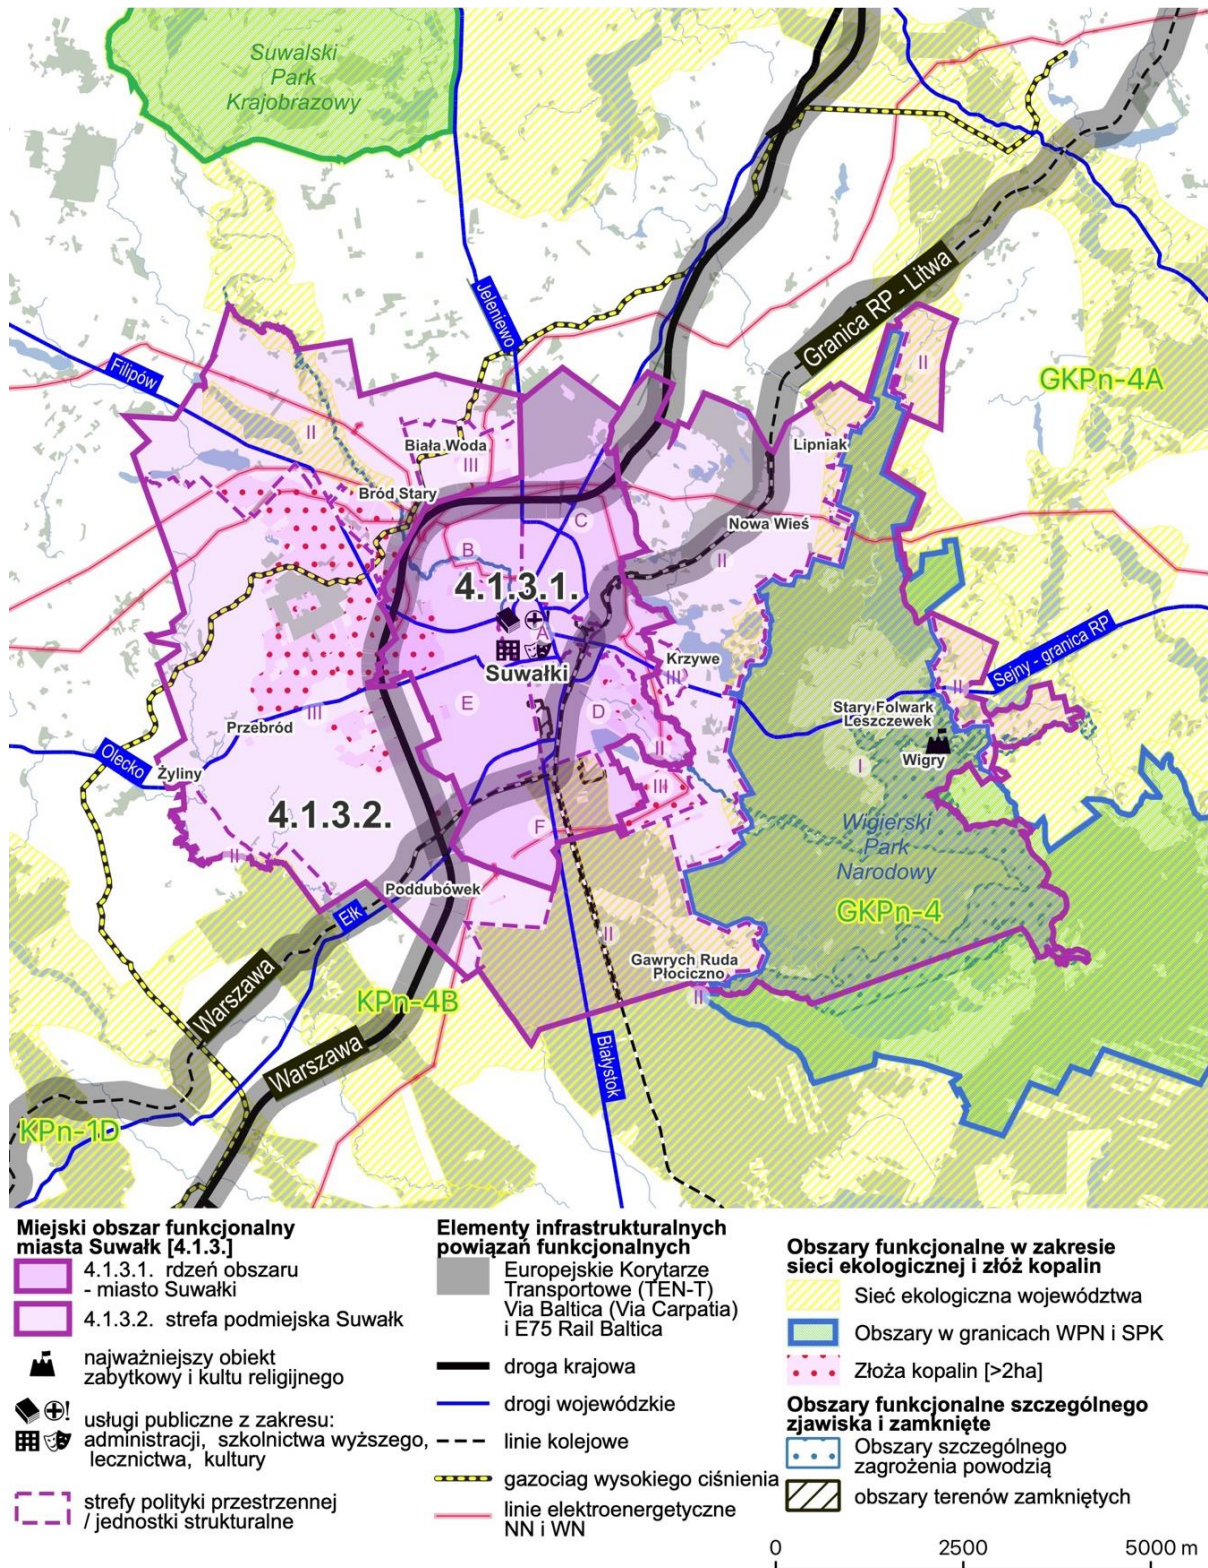 Suwalski
Park
Krajobrazowy
Jeleniewo
Granica RP - Litwa
Filipów
II
GKPn-4A
II
Biała Woda
III
Lipniak
Bród Stary
C
Nowa Wieś
B
II
4.1.3.1.
A
Suwałki
Krzywe
III
Sejny - granica RP
II
E
D
Stary Folwark
Leszczewek
Przebród
III
II
Wigry
I
Olecko
Żyliny
III
4.1.3.2.
F
Wigierski
Park
Narodowy
II
Poddubówek
GKPn-4
Ełk
II
Gawrych Ruda
Płociczno
II
Warszawa
KPn-4B
Warszawa
Białystok
KPn-1D
Miejski obszar funkcjonalny
miasta Suwałk [4.1.3.]
4.1.3.1. rdzeń obszaru
- miasto Suwałki
4.1.3.2. strefa podmiejska Suwałk
najważniejszy obiekt
zabytkowy i kultu religijnego
usługi publiczne z zakresu:
administracji, szkolnictwa wyższego,
lecznictwa, kultury
strefy polityki przestrzennej
/ jednostki strukturalne
Elementy infrastrukturalnych
powiązań funkcjonalnych
Europejskie Korytarze
Transportowe (TEN-T)
Via Baltica (Via Carpatia)
i E75 Rail Baltica
droga krajowa
drogi wojewódzkie
linie kolejowe
gazociag wysokiego ciśnienia
linie elektroenergetyczne
NN i WN
Obszary funkcjonalne w zakresie
sieci ekologicznej i złóż kopalin
Sieć ekologiczna województwa
Obszary w granicach WPN i SPK
Złoża kopalin [>2ha]
Obszary funkcjonalne szczególnego
zjawiska i zamknięte
Obszary szczególnego
zagrożenia powodzią
obszary terenów zamkniętych
0 2500 5000 m